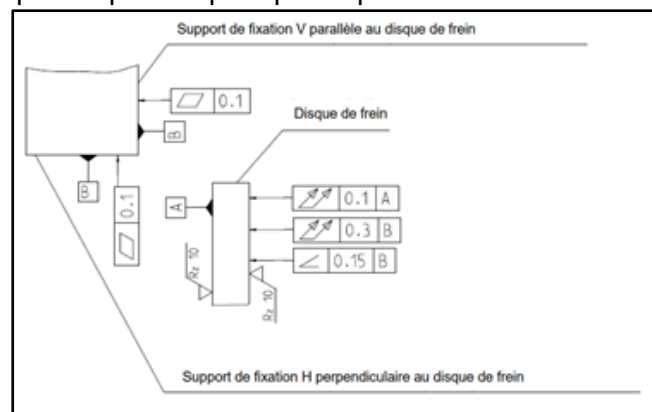 Support de fixation V parallèle au disque de frein
0.1
B
Disque de frein
B
0.1
A
0.1 A
0.3 B
0.15 B
Rz 10
Rz 10
Support de fixation H perpendiculaire au disque de frein